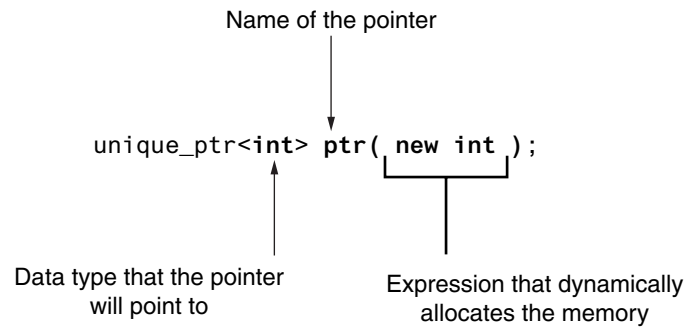 Name of the pointer
unique_ptr<int> ptr( new int );
Data type that the pointer
will point to
Expression that dynamically
allocates the memory